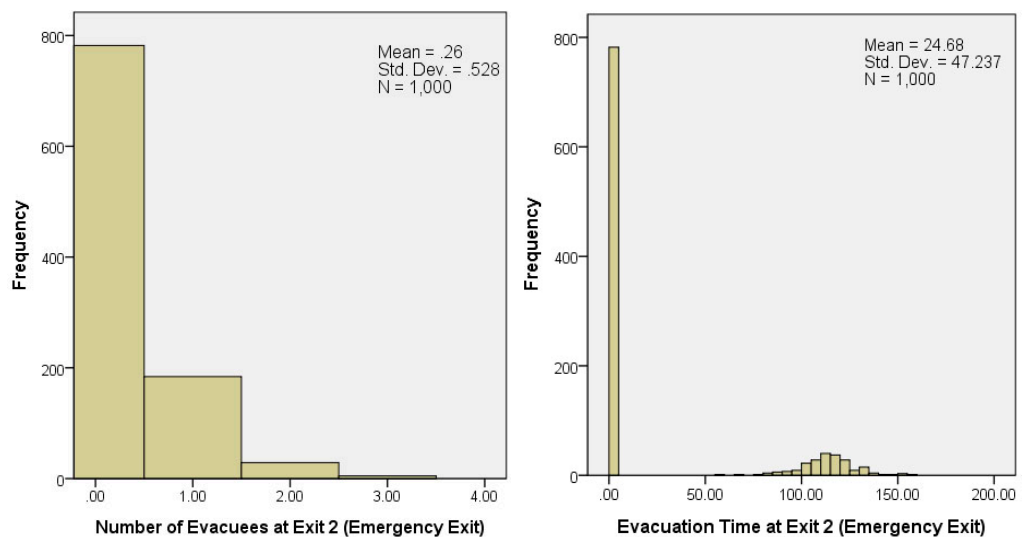 800
600
400
200
0
Frequency
Mean = .26
Std. Dev. = .528
N = 1,000
.00 1.00 2.00 3.00 4.00
Number of Evacuees at Exit 2 (Emergency Exit)
800
600
400
200
0
Frequency
Mean = 24.68
Std. Dev. = 47.237
N = 1,000
.00 50.00 100.00 150.00 200.00
Evacuation Time at Exit 2 (Emergency Exit)